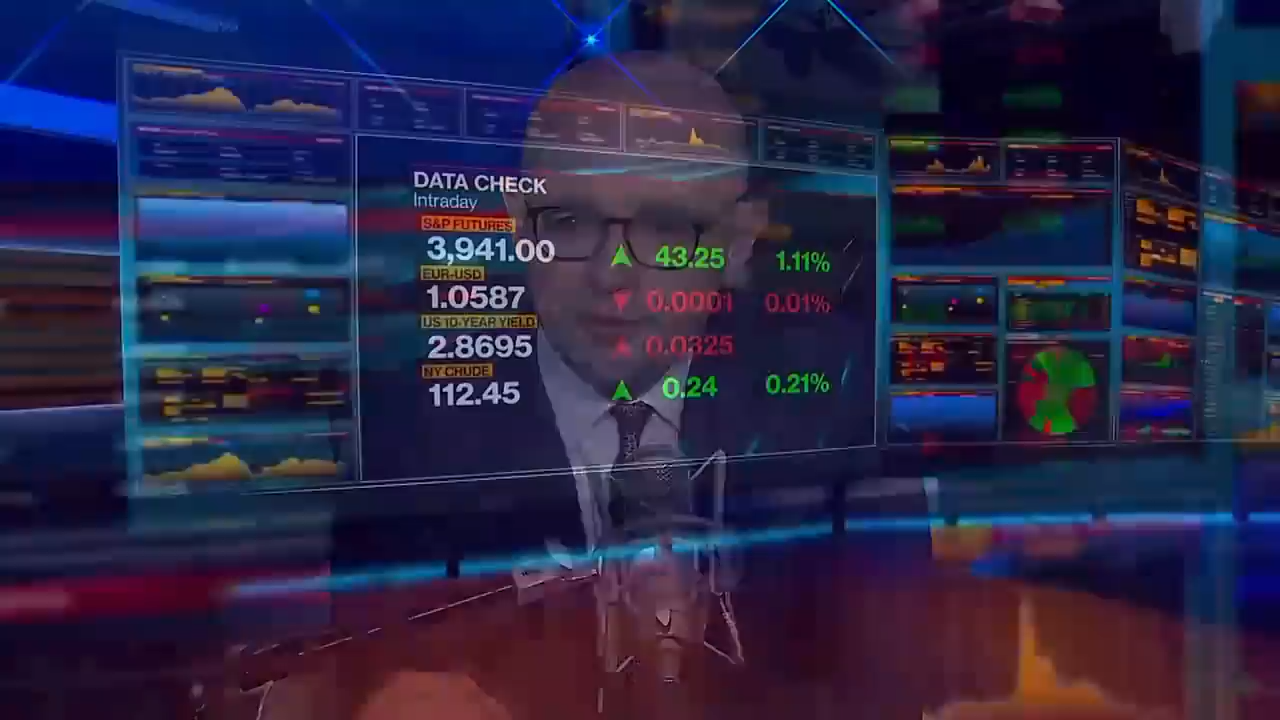 DATA CHECK
Intraday
S&P FUTURES
3,941.00 43.25 1.11%
EUR-USD
1.0587 0.0001 0.01%
US 10-YEAR YIELD
2.8695 0.0325
NY CRUDE
112.45 0.24 0.21%